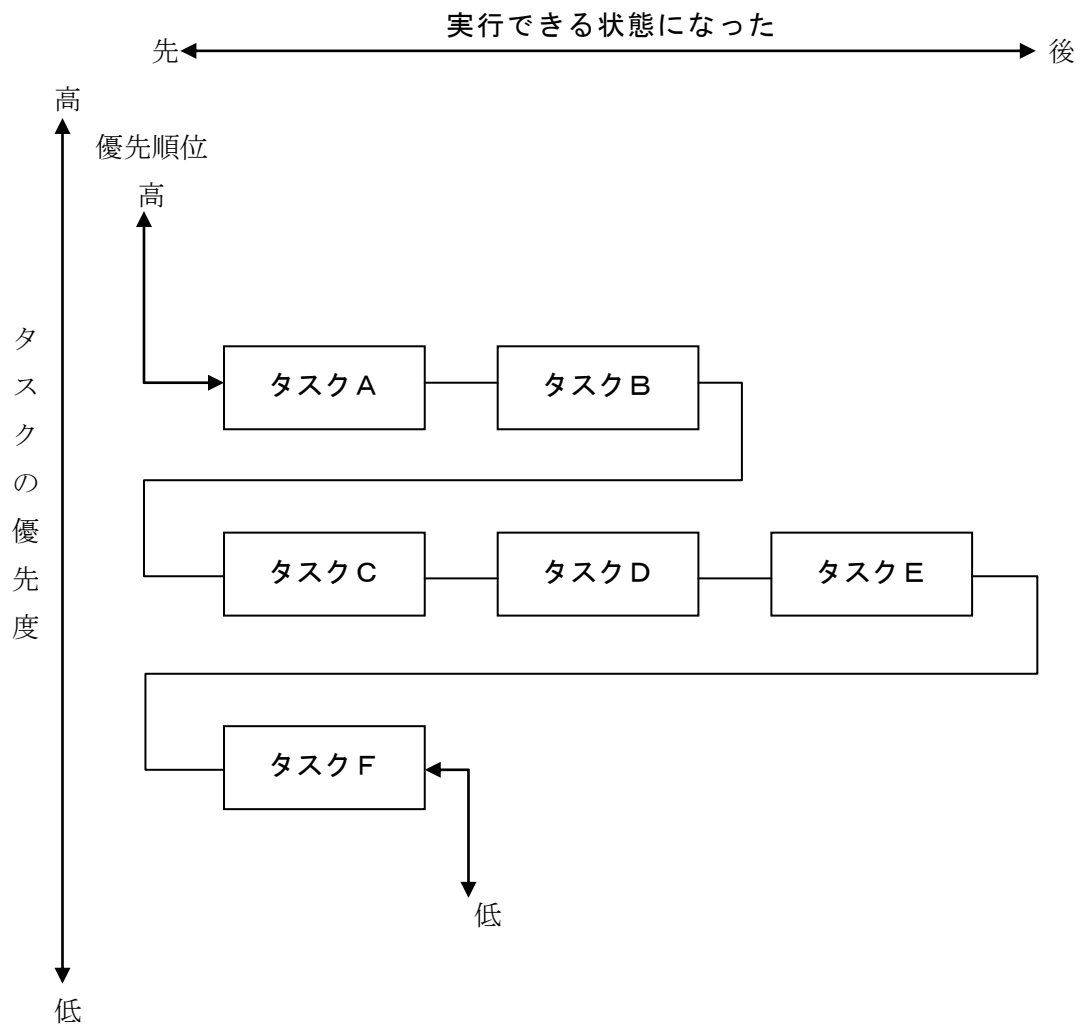 実行できる状態になった
先
後
高
優先順位
高
タスクの優先度
タスクA
タスクB
タスクC
タスクD
タスクE
タスクF
低
低